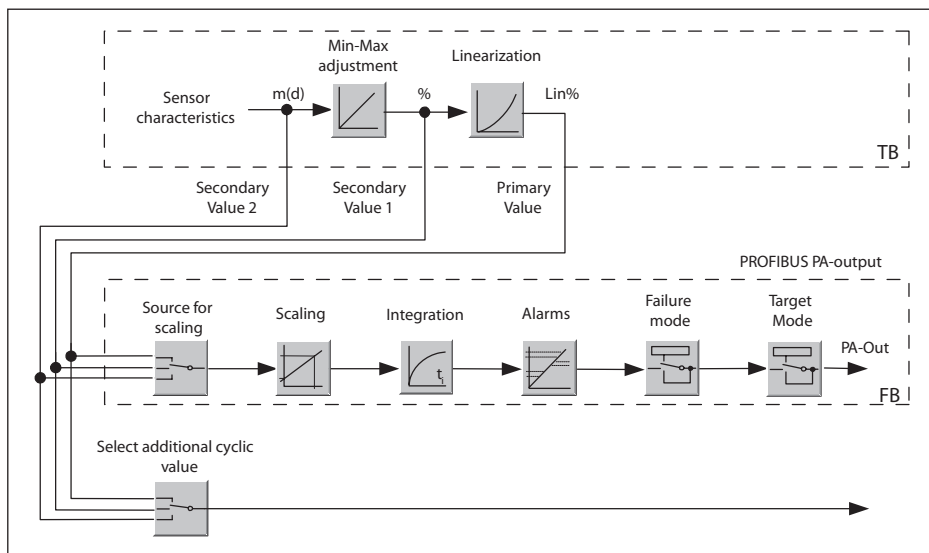 Min-Max
adjustment
Linearization
Sensor
characteristics
m(d)
%
Lin%
TB
Secondary
Value 2
Secondary
Value 1
Primary
Value
PROFIBUS PA-output
Source for
scaling
Scaling
Integration
Alarms
Failure
mode
Target
Mode
ti
PA-Out
FB
Select additional cyclic
value